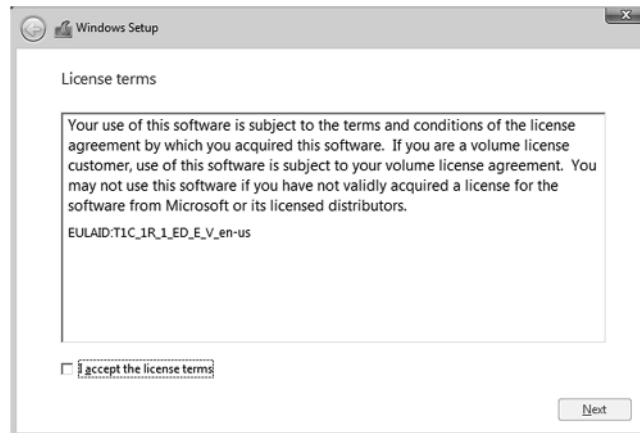 Windows Setup
License terms
Your use of this software is subject to the terms and conditions of the license
agreement by which you acquired this software. If you are a volume license
customer, use of this software is subject to your volume license agreement. You
may not use this software if you have not validly acquired a license for the
software from Microsoft or its licensed distributors.
EULAID:T1C_1R_1_ED_E_V_en-us
I accept the license terms
Next